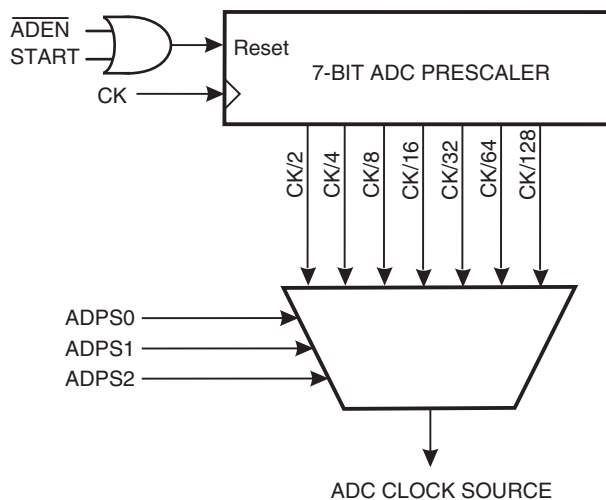 A̅D̅E̅N̅
START
Reset
7-BIT ADC PRESCALER
CK
CK/2
CK/4
CK/8
CK/16
CK/32
CK/64
CK/128
ADPS0
ADPS1
ADPS2
ADC CLOCK SOURCE